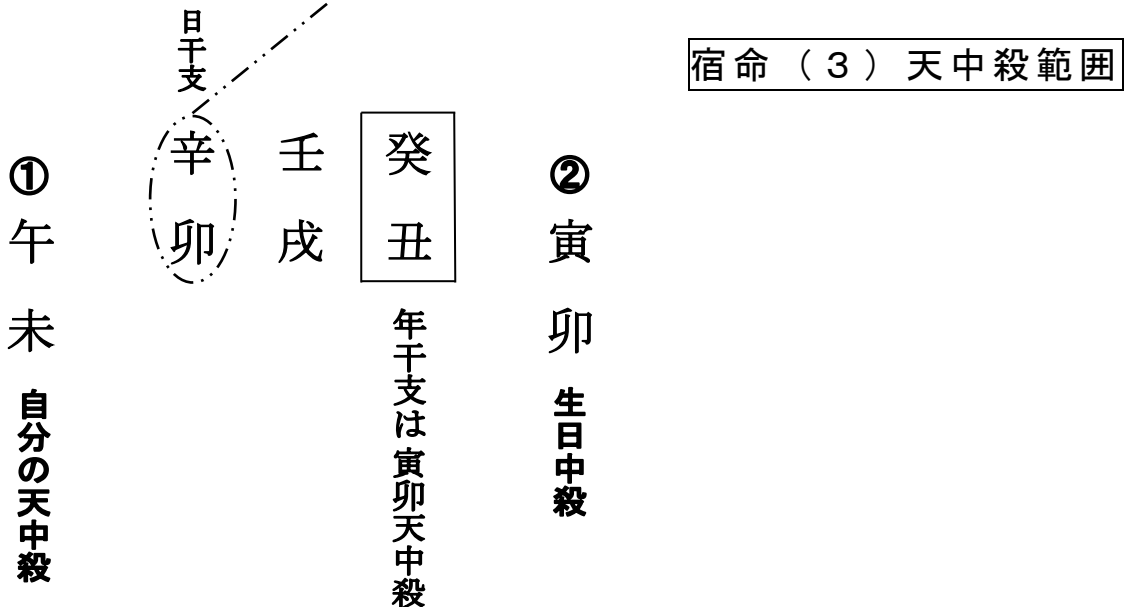 宿命（３）天中殺範囲
②
寅卯 生日中殺
癸丑
年干支は寅卯天中殺
壬戌
日干支
辛卯
①
午未 自分の天中殺